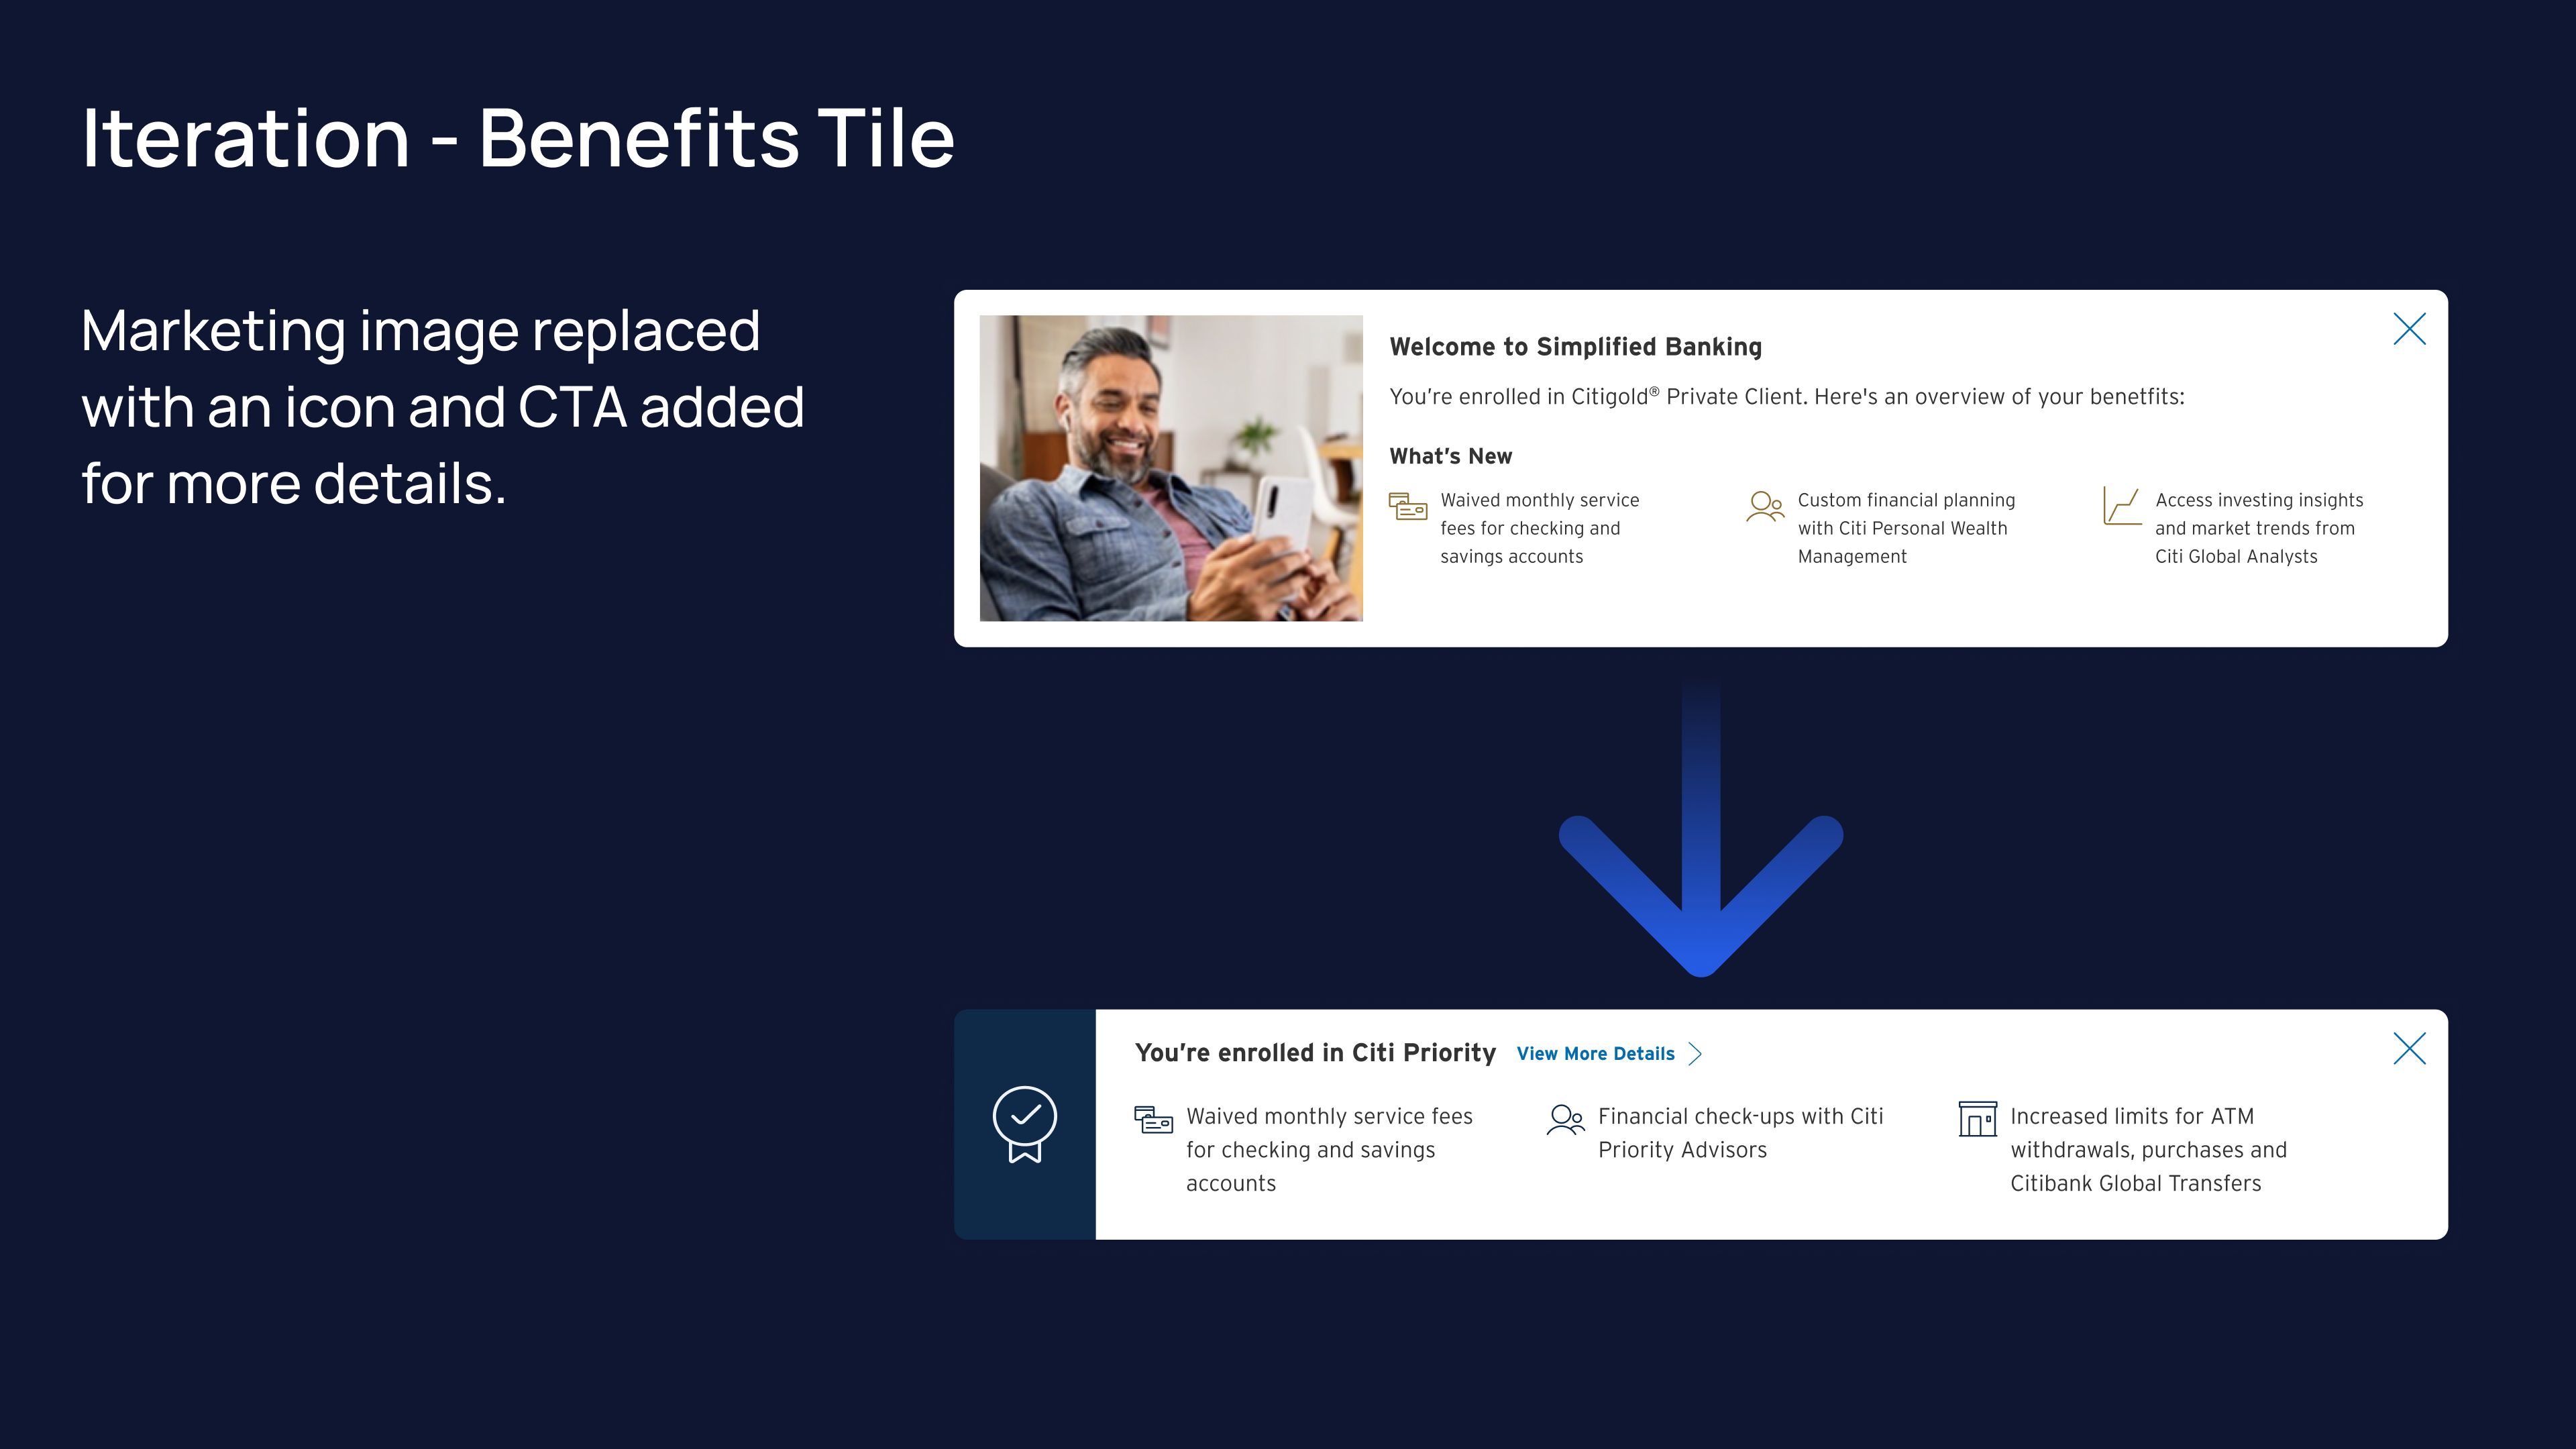 Iteration - Benefits Tile
Marketing image replaced
with an icon and CTA added
for more details.
Welcome to Simplified Banking
You’re enrolled in Citigold® Private Client. Here's an overview of your benetfits:
What’s New
Waived monthly service
fees for checking and
savings accounts
Custom financial planning
with Citi Personal Wealth
Management
Access investing insights
and market trends from
Citi Global Analysts
You’re enrolled in Citi Priority
View More Details
Waived monthly service fees
for checking and savings
accounts
Financial check-ups with Citi
Priority Advisors
Increased limits for ATM
withdrawals, purchases and
Citibank Global Transfers